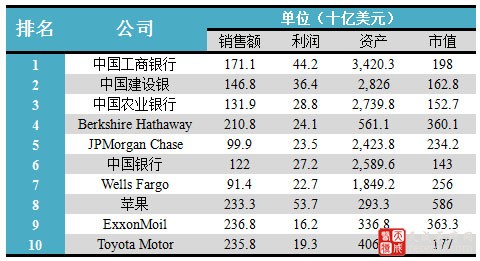 排名 公司 单位（十亿美元）
销售额 利润 资产 市值
1 中国工商银行 171.1 44.2 3,420.3 198
2 中国建设银 146.8 36.4 2,826 162.8
3 中国农业银行 131.9 28.8 2,739.8 152.7
4 Berkshire Hathaway 210.8 24.1 561.1 360.1
5 JPMorgan Chase 99.9 23.5 2,423.8 234.2
6 中国银行 122 27.2 2,589.6 143
7 Wells Fargo 91.4 22.7 1,849.2 256
8 苹果 233.3 53.7 293.3 586
9 ExxonMoil 236.8 16.2 336.8 363.3
10 Toyota Motor 235.8 19.3 406 177